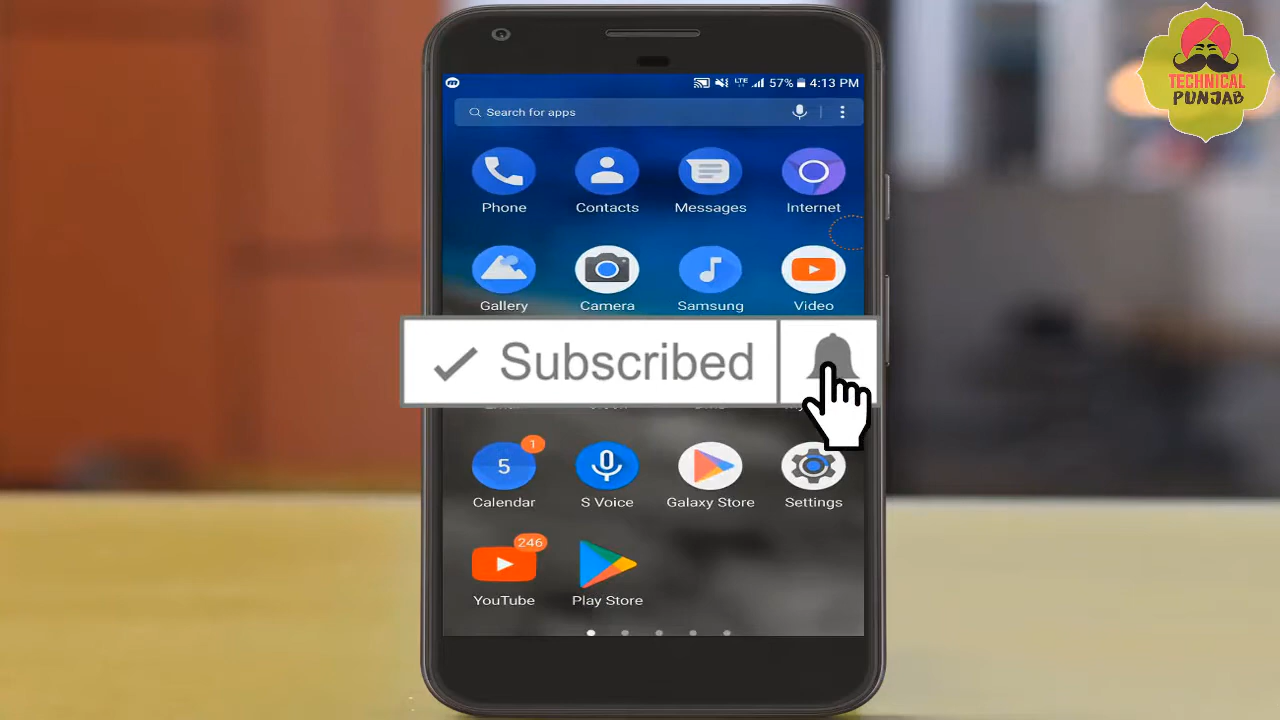 TECHNICAL
PUNJAB
LTE 57% 4:13 PM
Search for apps
Phone Contacts Messages Internet
Gallery Camera Samsung Video
Subscribed
1
5
Calendar S Voice Galaxy Store Settings
246
YouTube Play Store